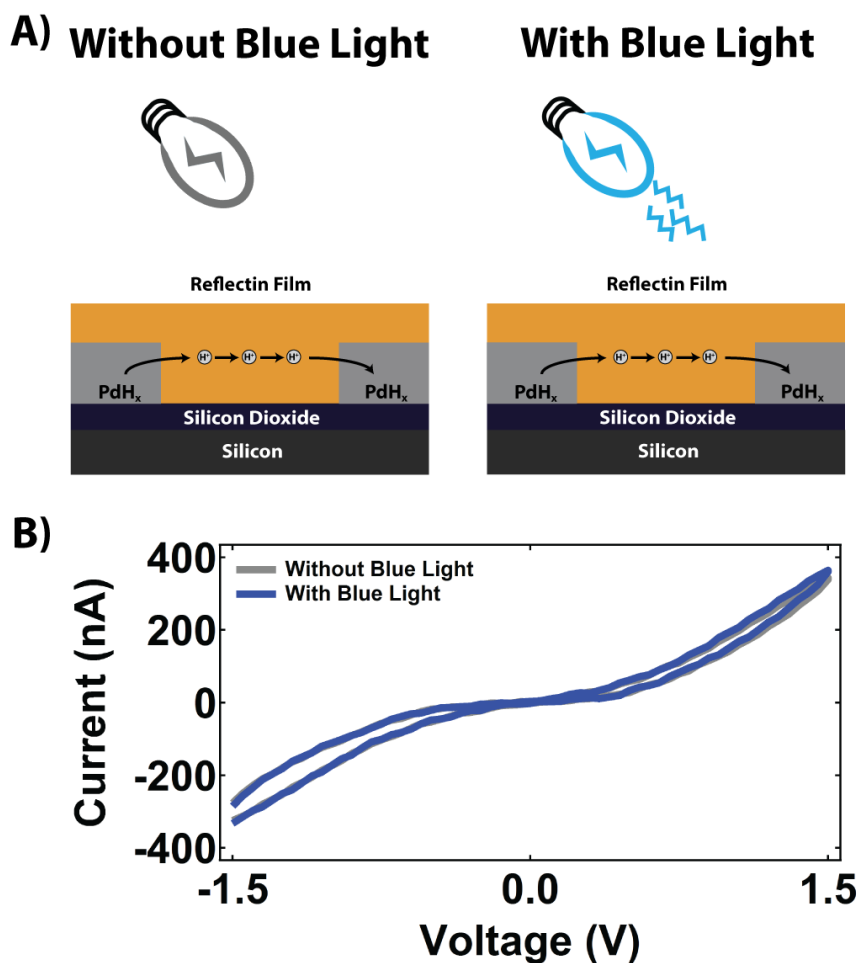 A)
Without Blue Light
With Blue Light
Reflectin Film
Reflectin Film
H⁺ H⁺ H⁺
H⁺ H⁺ H⁺
PdHₓ PdHₓ
PdHₓ PdHₓ
Silicon Dioxide
Silicon Dioxide
Silicon
Silicon
B)
Current (nA)
400
200
0
-200
-400
Without Blue Light
With Blue Light
-1.5 0.0 1.5
Voltage (V)